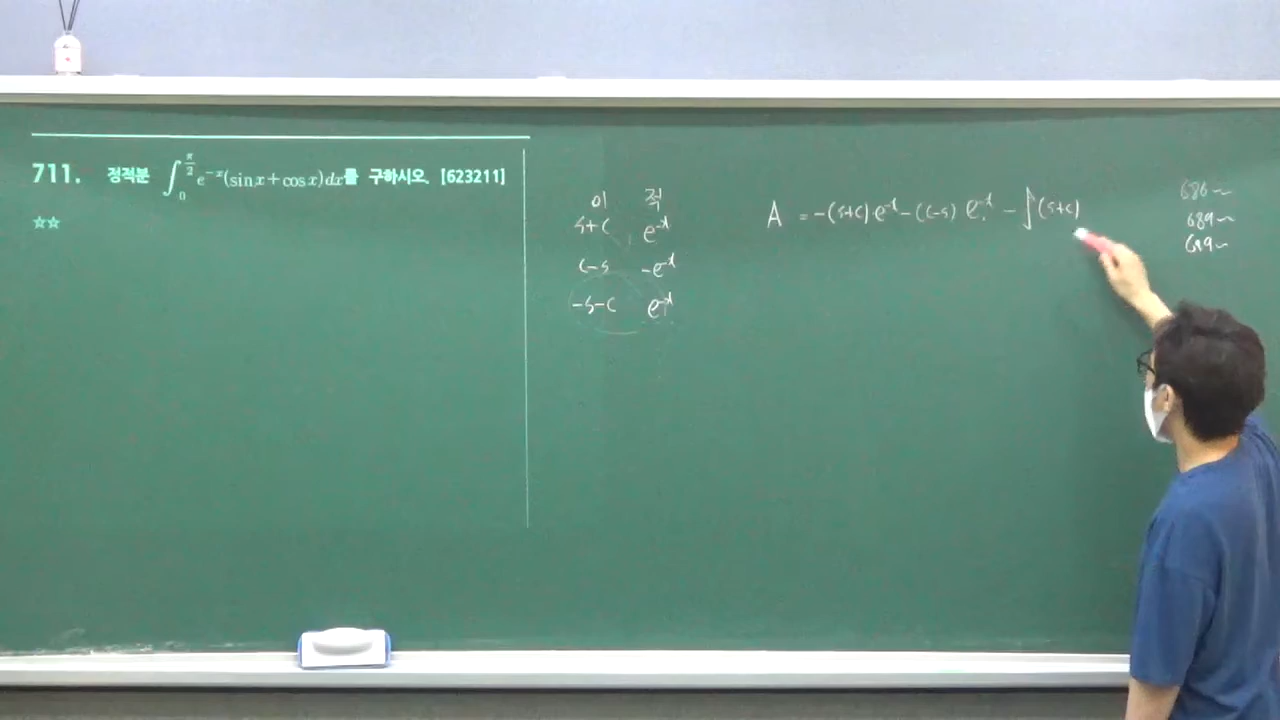 711. 정적분 ∫₀^{π/2} e^{-x}(sin x + cos x)dx를 구하시오. [623211]
☆☆
미 적
s+c e^{-x}
c-s -e^{-x}
-s-c e^{-x}
A = -(s+c)e^{-x} -(c-s) e^{-x} - ∫(s+c)
686~
689~
699~